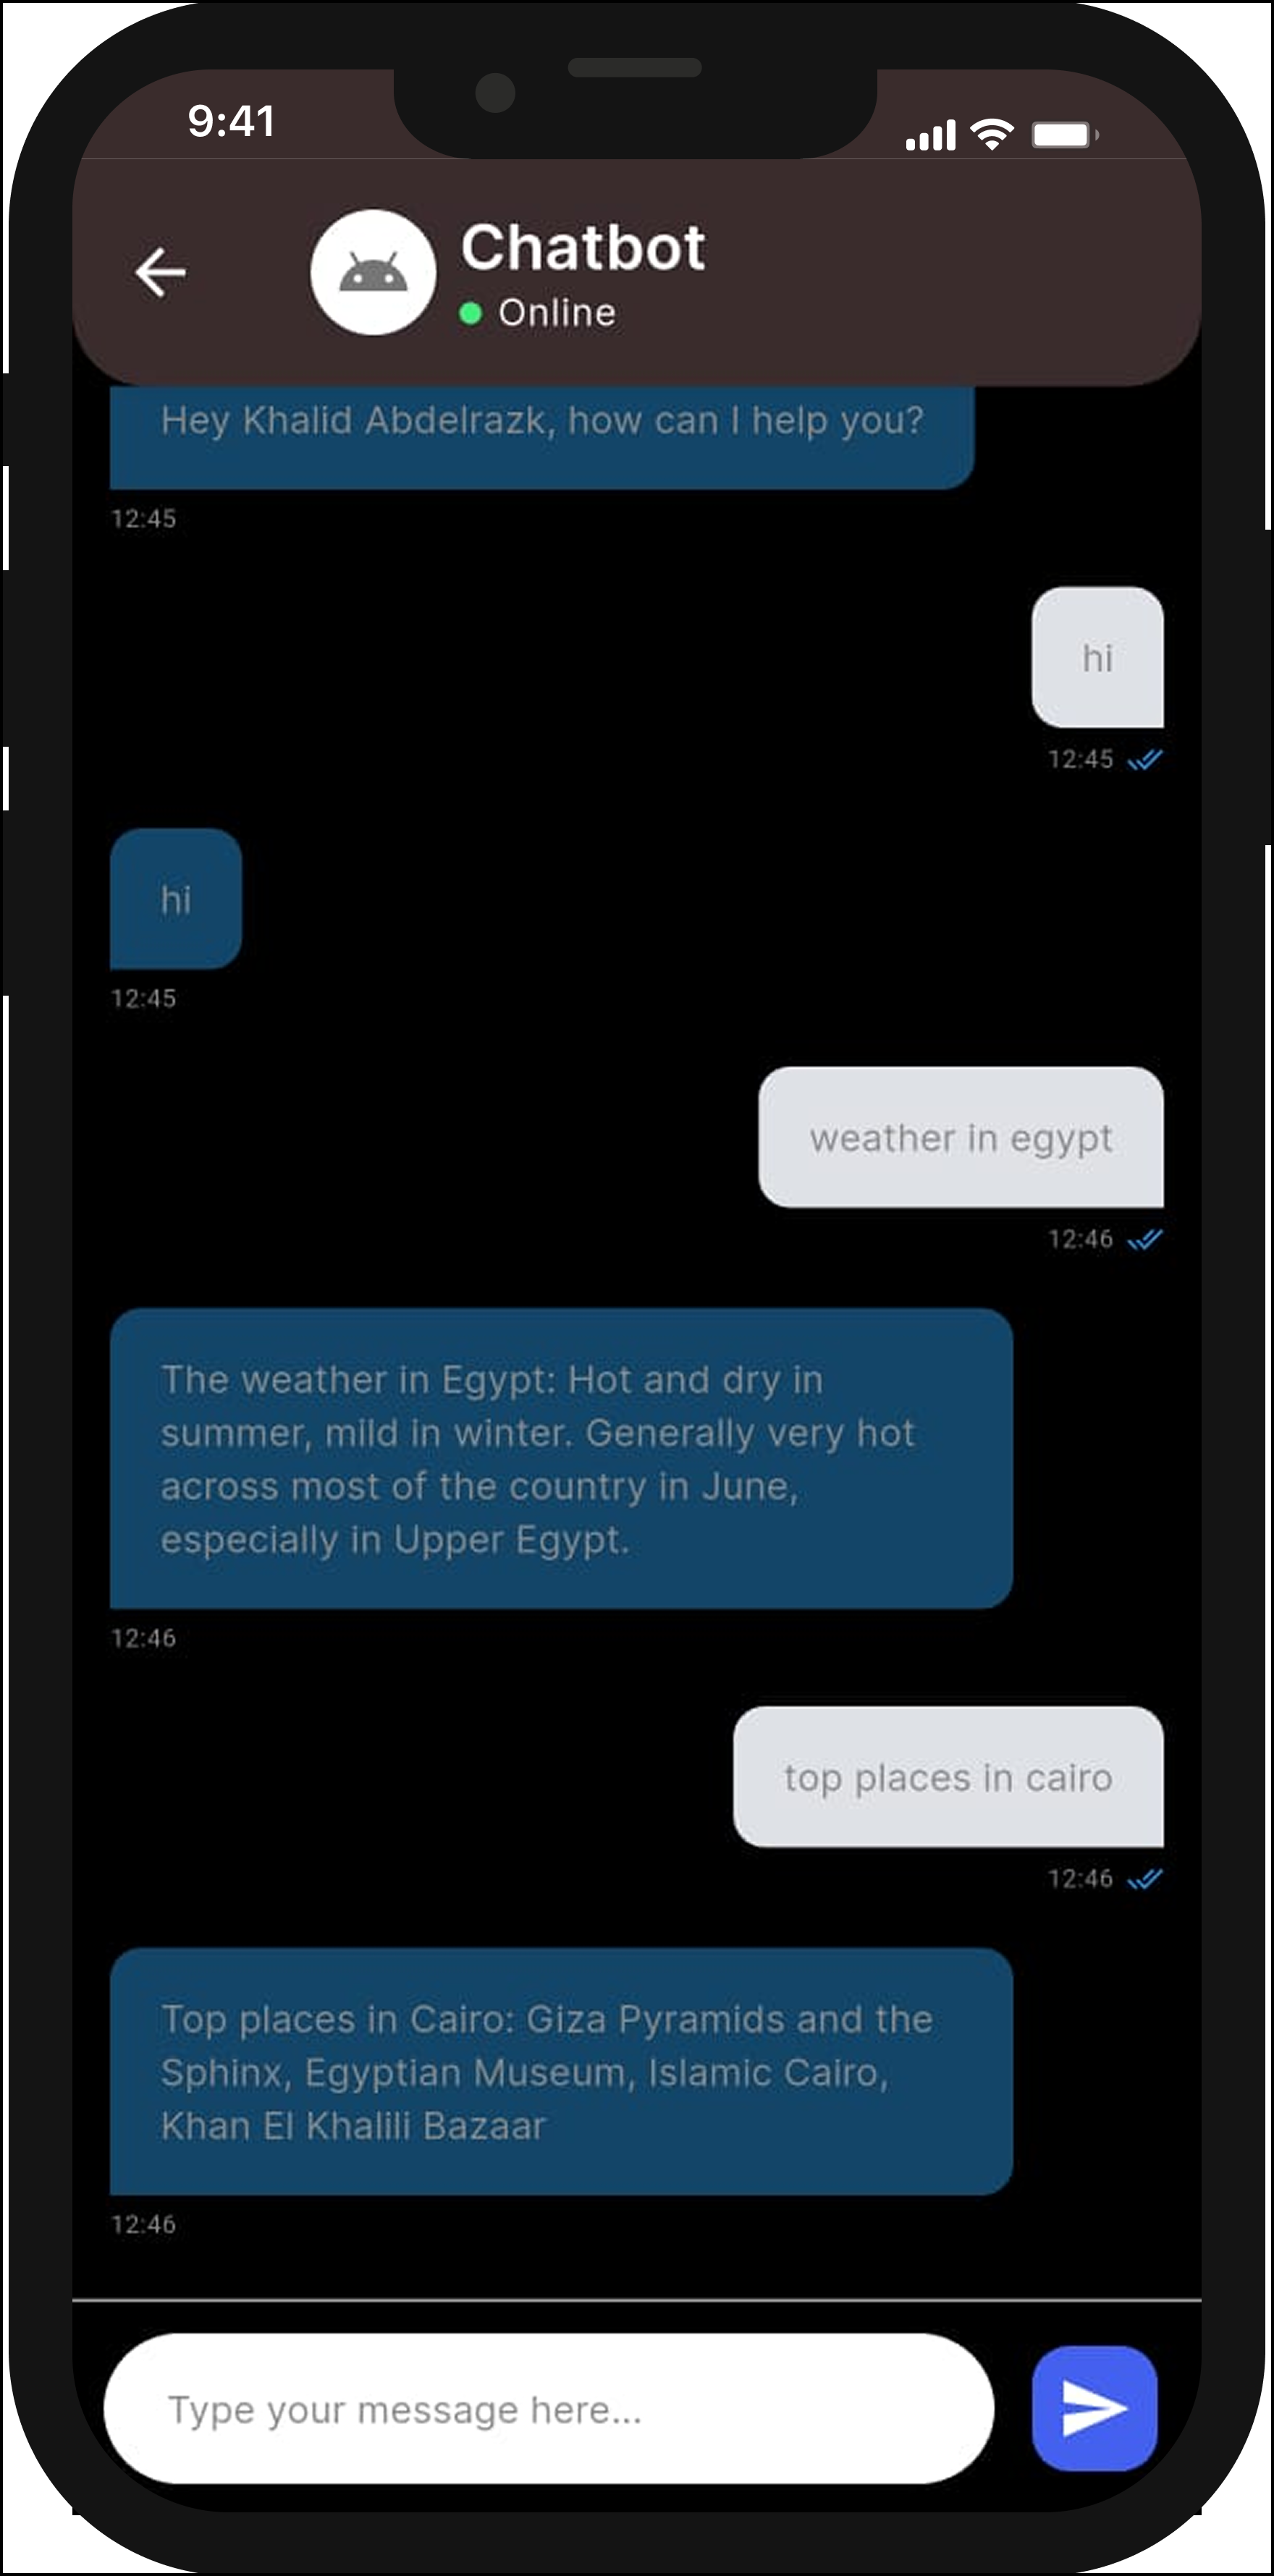 9:41
Chatbot
Online
Hey Khalid Abdelrazk, how can I help you?
12:45
hi
12:45
hi
12:45
weather in egypt
12:46
The weather in Egypt: Hot and dry in
summer, mild in winter. Generally very hot
across most of the country in June,
especially in Upper Egypt.
12:46
top places in cairo
12:46
Top places in Cairo: Giza Pyramids and the
Sphinx, Egyptian Museum, Islamic Cairo,
Khan El Khalili Bazaar
12:46
Type your message here...